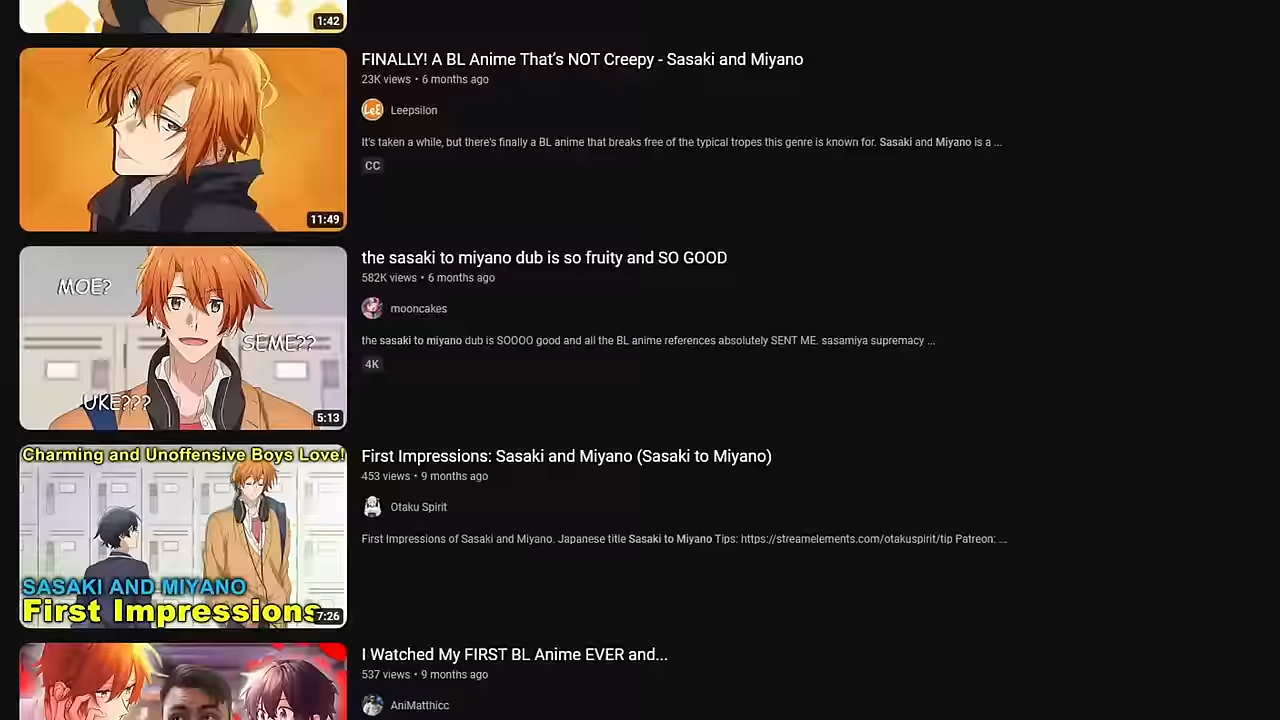 1:42
FINALLY! A BL Anime That's NOT Creepy - Sasaki and Miyano
23K views • 6 months ago
LeE
Leepsilon
It's taken a while, but there's finally a BL anime that breaks free of the typical tropes this genre is known for. Sasaki and Miyano is a ...
CC
11:49
the sasaki to miyano dub is so fruity and SO GOOD
582K views • 6 months ago
MOE?
mooncakes
SEME??
the sasaki to miyano dub is SOOOO good and all the BL anime references absolutely SENT ME. sasamiya supremacy ...
4K
UKE???
5:13
Charming and Unoffensive Boys Love!
First Impressions: Sasaki and Miyano (Sasaki to Miyano)
453 views • 9 months ago
Otaku Spirit
First Impressions of Sasaki and Miyano. Japanese title Sasaki to Miyano Tips: https://streamelements.com/otakuspirit/tip Patreon: ...
SASAKI AND MIYANO
First Impressions
7:26
I Watched My FIRST BL Anime EVER and...
537 views • 9 months ago
AniMatthicc